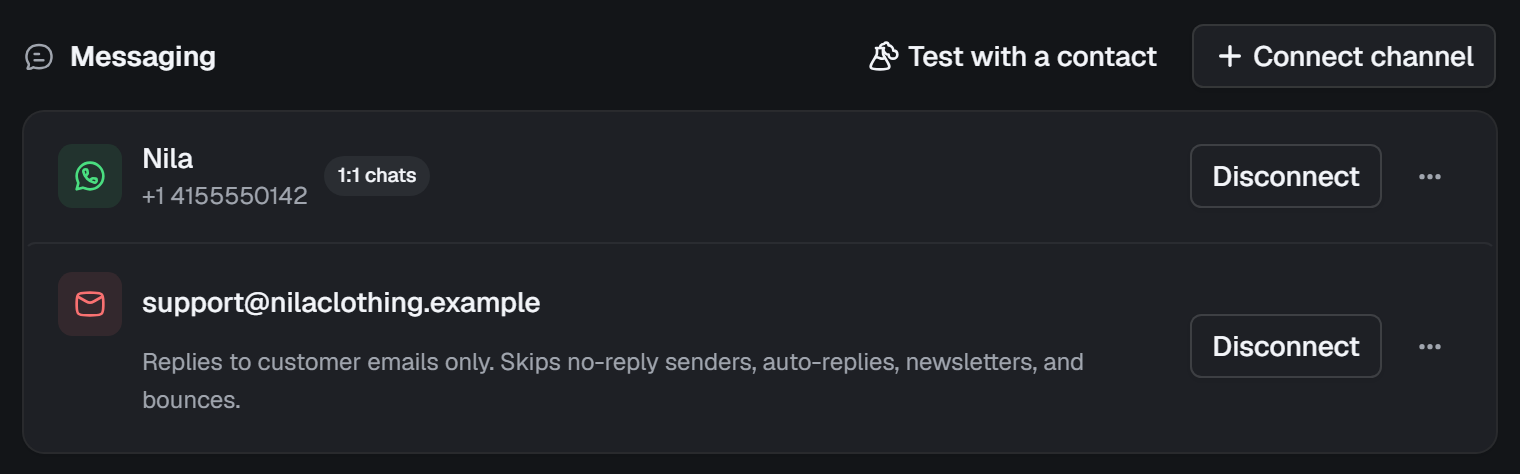 Messaging
Test with a contact
+ Connect channel
Nila
+1 4155550142
1:1 chats
Disconnect
support@nilaclothing.example
Replies to customer emails only. Skips no-reply senders, auto-replies, newsletters, and
bounces.
Disconnect